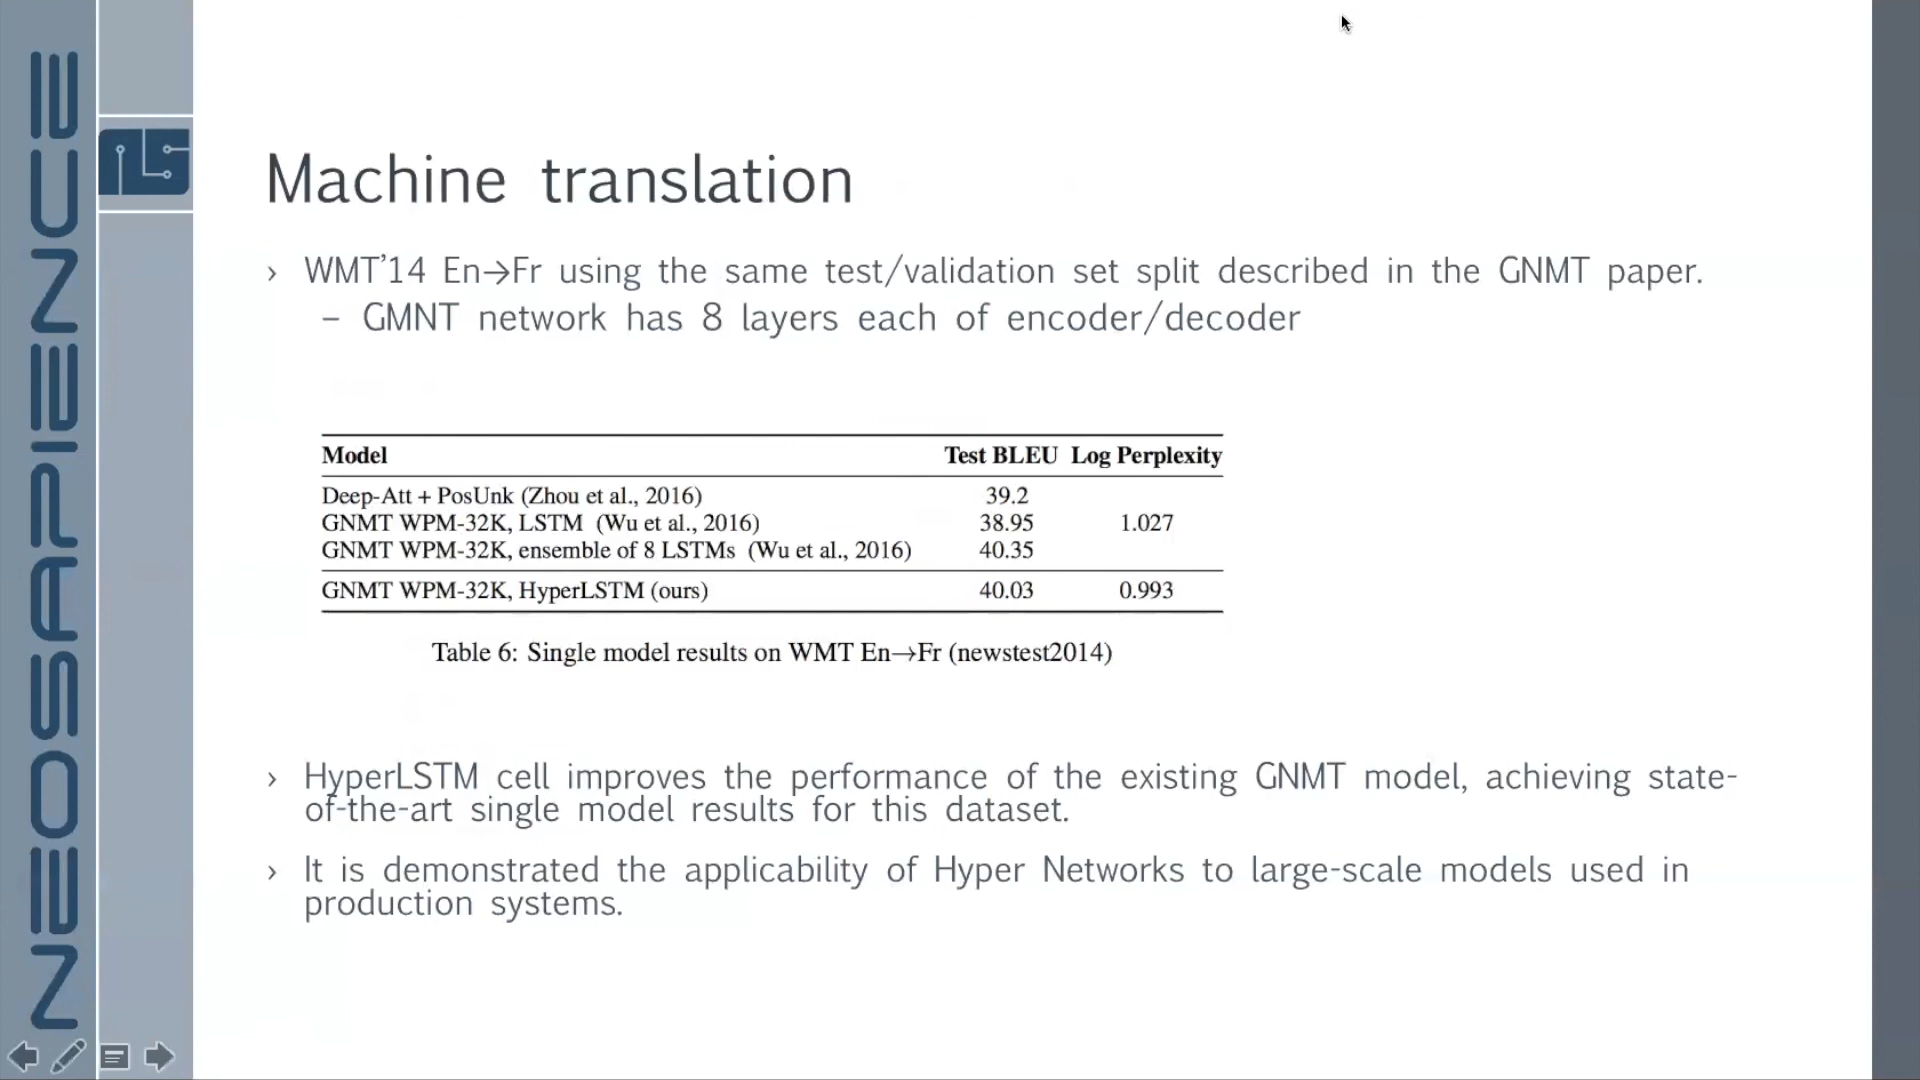 NEOSAPIENCE
Machine translation
› WMT’14 En→Fr using the same test/validation set split described in the GNMT paper.
– GMNT network has 8 layers each of encoder/decoder
Model Test BLEU Log Perplexity
Deep-Att + PosUnk (Zhou et al., 2016) 39.2
GNMT WPM-32K, LSTM (Wu et al., 2016) 38.95 1.027
GNMT WPM-32K, ensemble of 8 LSTMs (Wu et al., 2016) 40.35
GNMT WPM-32K, HyperLSTM (ours) 40.03 0.993
Table 6: Single model results on WMT En→Fr (newstest2014)
› HyperLSTM cell improves the performance of the existing GNMT model, achieving state-
of-the-art single model results for this dataset.
› It is demonstrated the applicability of Hyper Networks to large-scale models used in
production systems.